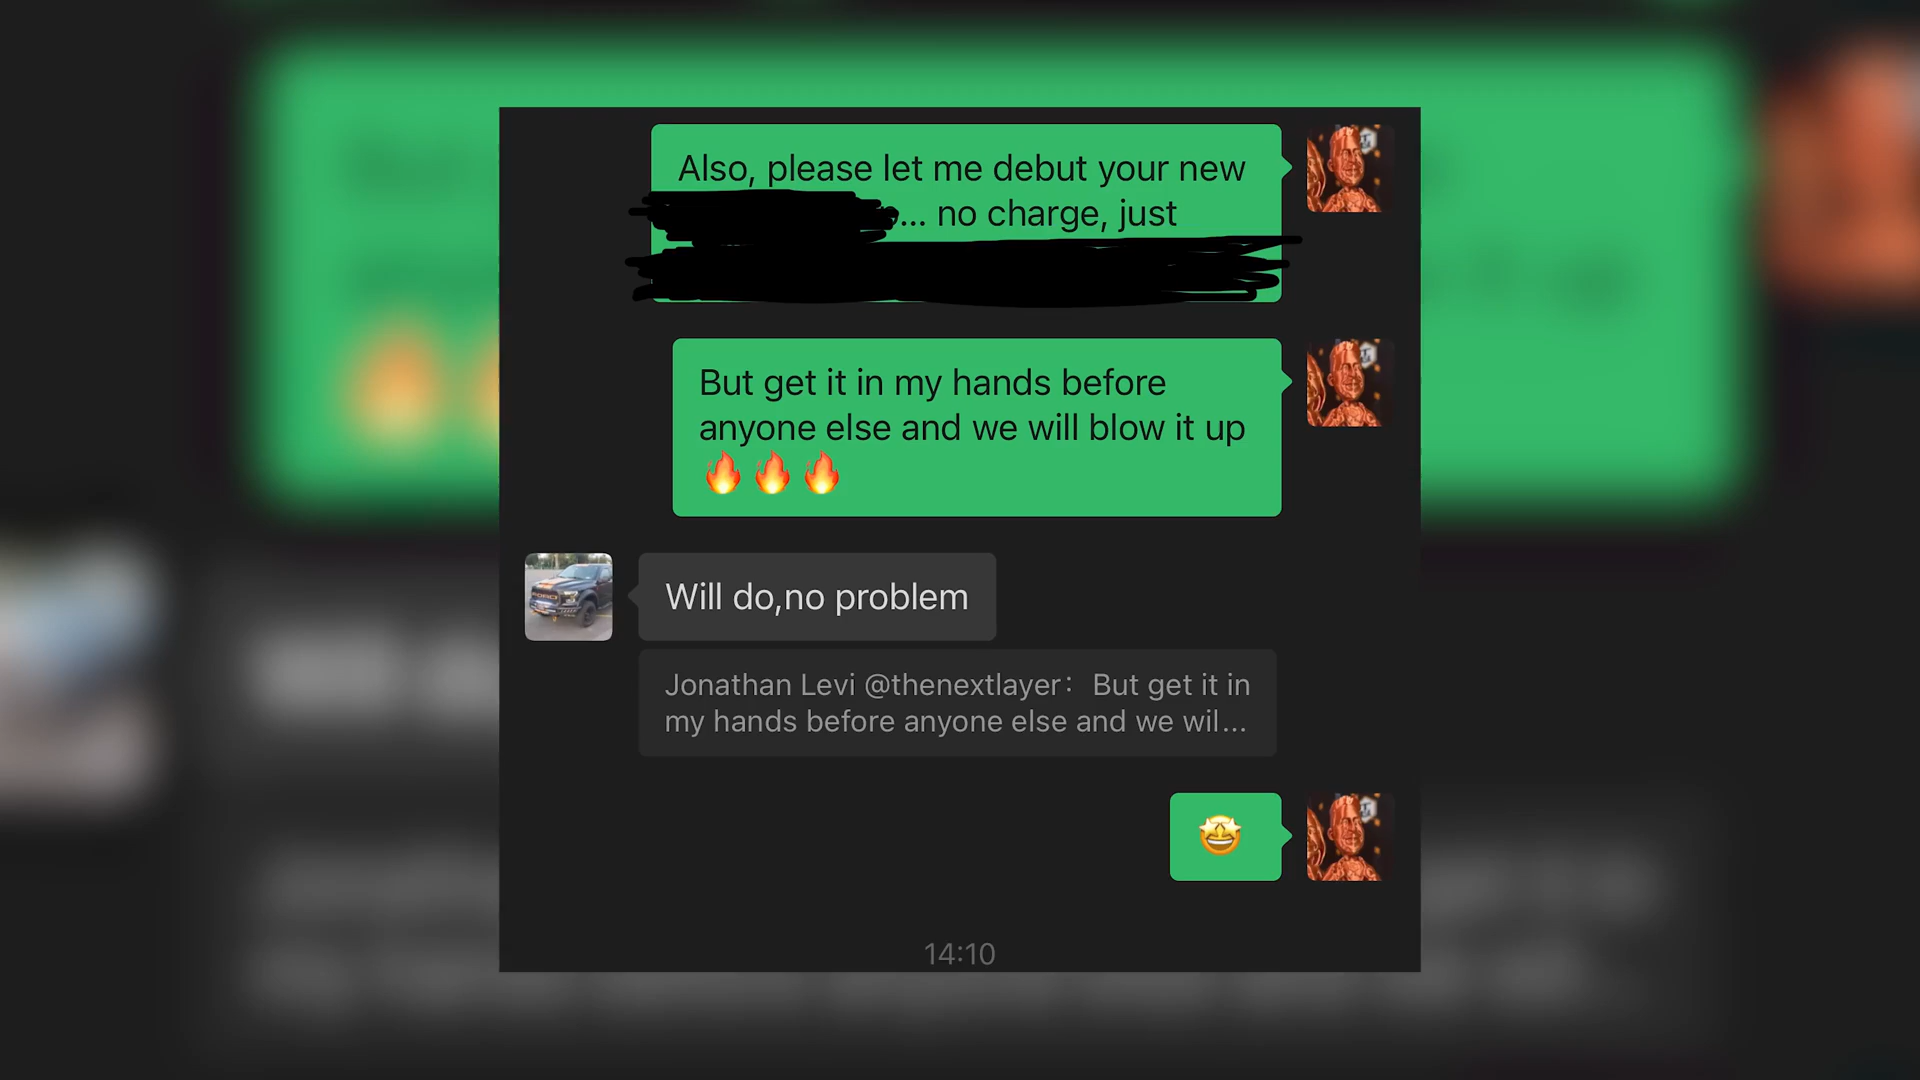 Also, please let me debut your new
... no charge, just
But get it in my hands before
anyone else and we will blow it up
🔥🔥🔥
Will do,no problem
Jonathan Levi @thenextlayer： But get it in
my hands before anyone else and we wil...
🤩
14:10